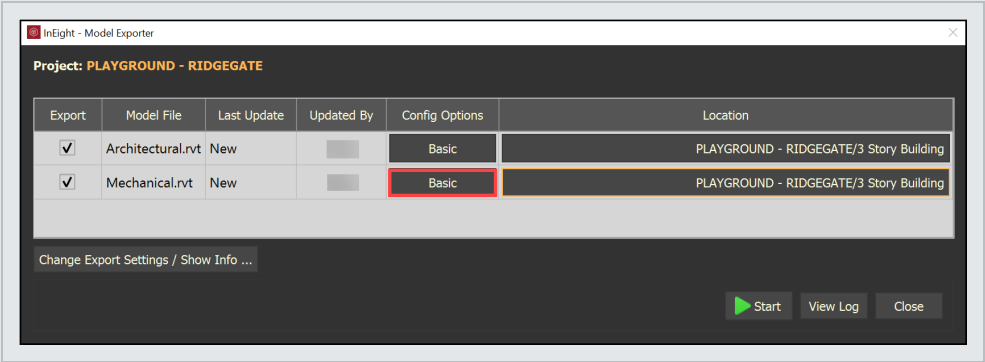 InEight - Model Exporter
Project: PLAYGROUND - RIDGEGATE
Export Model File Last Update Updated By Config Options Location
Architectural.rvt New Basic PLAYGROUND - RIDGEGATE/3 Story Building
Mechanical.rvt New Basic PLAYGROUND - RIDGEGATE/3 Story Building
Change Export Settings / Show Info ...
Start View Log Close